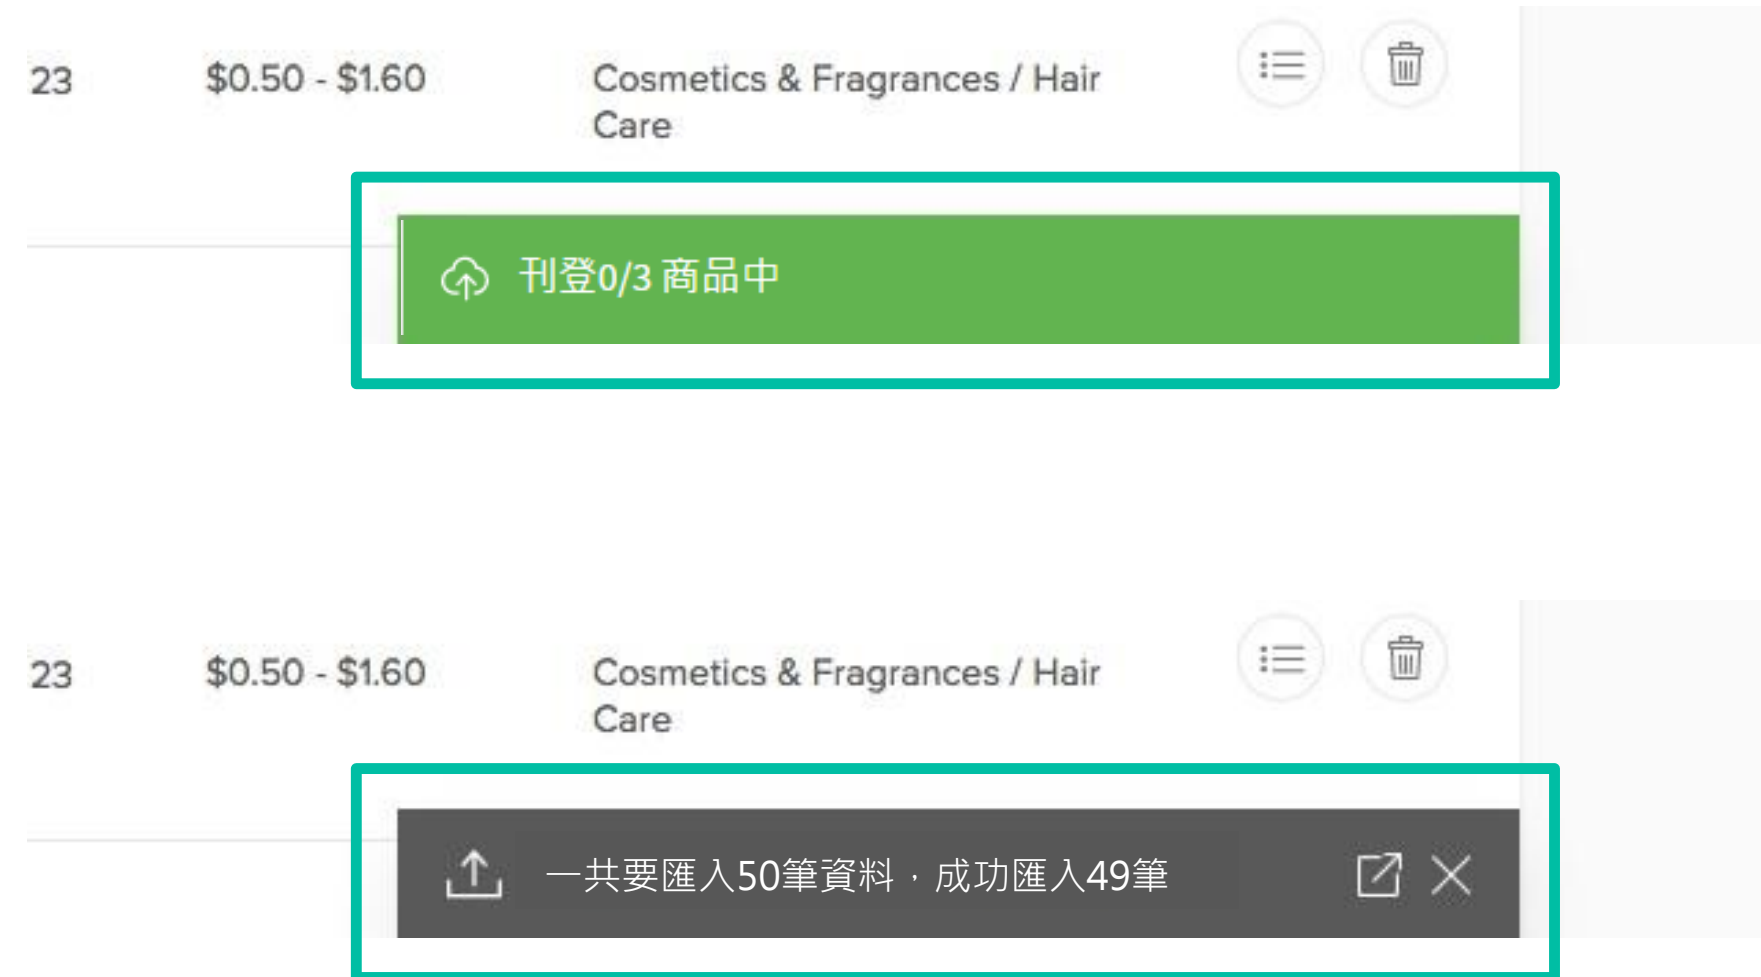 23 $0.50 - $1.60 Cosmetics & Fragrances / Hair
Care
刊登0/3 商品中
23 $0.50 - $1.60 Cosmetics & Fragrances / Hair
Care
一共要匯入50筆資料，成功匯入49筆